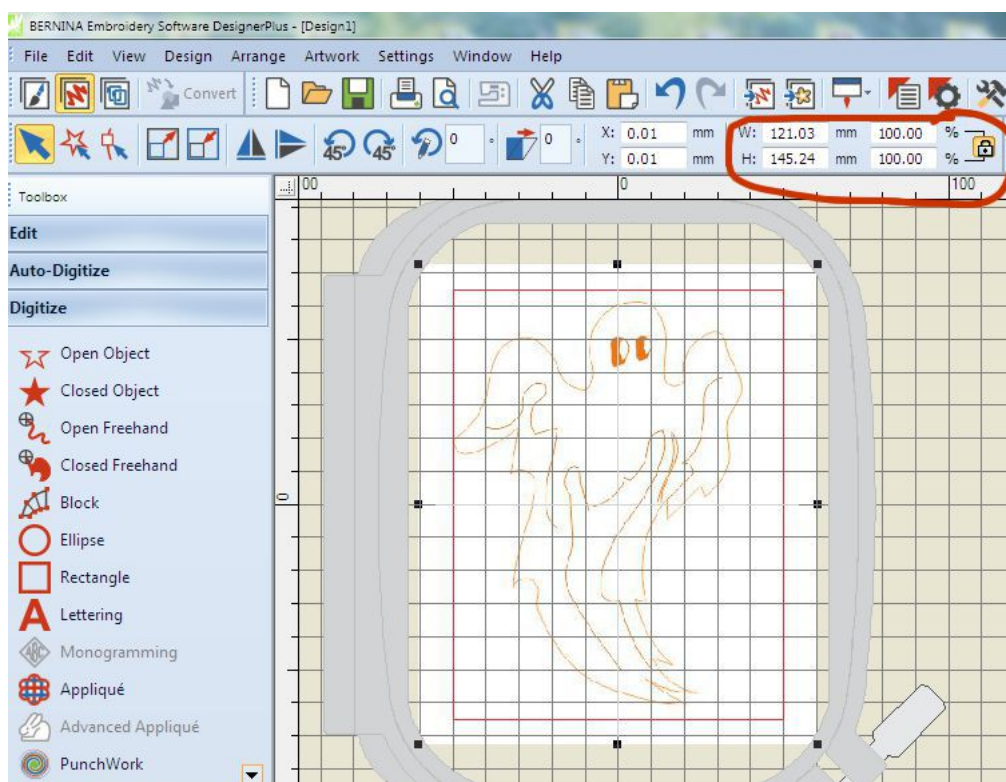 BERNINA Embroidery Software DesignerPlus - [Design1]
File Edit View Design Arrange Artwork Settings Window Help
Convert
45° 45° 0 ° 0 ° X: 0.01 mm W: 121.03 mm 100.00 %
Y: 0.01 mm H: 145.24 mm 100.00 %
Toolbox
00 0 100
Edit
Auto-Digitize
Digitize
Open Object
Closed Object
Open Freehand
Closed Freehand
0
Block
Ellipse
Rectangle
A Lettering
ABC Monogramming
Appliqué
Advanced Appliqué
PunchWork